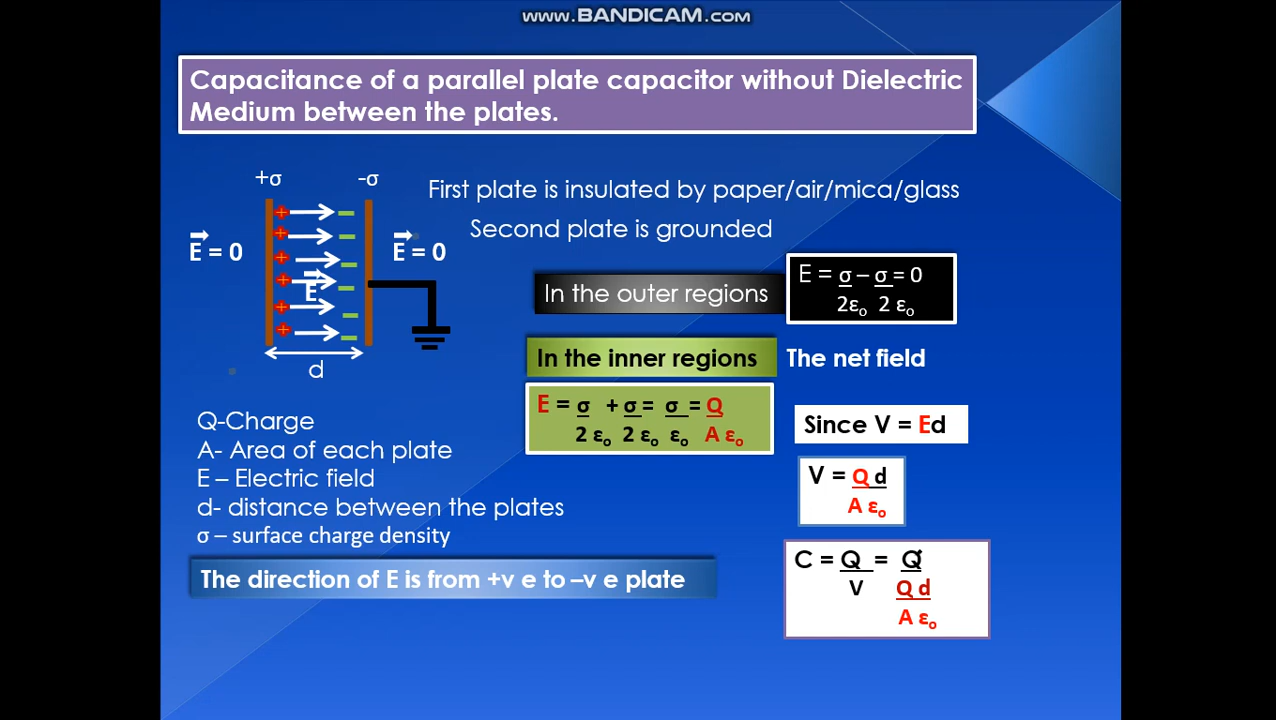 www.BANDICAM.com
Capacitance of a parallel plate capacitor without Dielectric
Medium between the plates.
+σ -σ
First plate is insulated by paper/air/mica/glass
Second plate is grounded
E = 0
E = 0
E
d
In the outer regions
E = σ – σ = 0
2εo 2 εo
In the inner regions
The net field
E = σ + σ = σ = Q
2 εo 2 εo εo A εo
Since V = Ed
V = Q d
A εo
C = Q = Q
V Q d
A εo
Q-Charge
A- Area of each plate
E – Electric field
d- distance between the plates
σ – surface charge density
The direction of E is from +v e to –v e plate